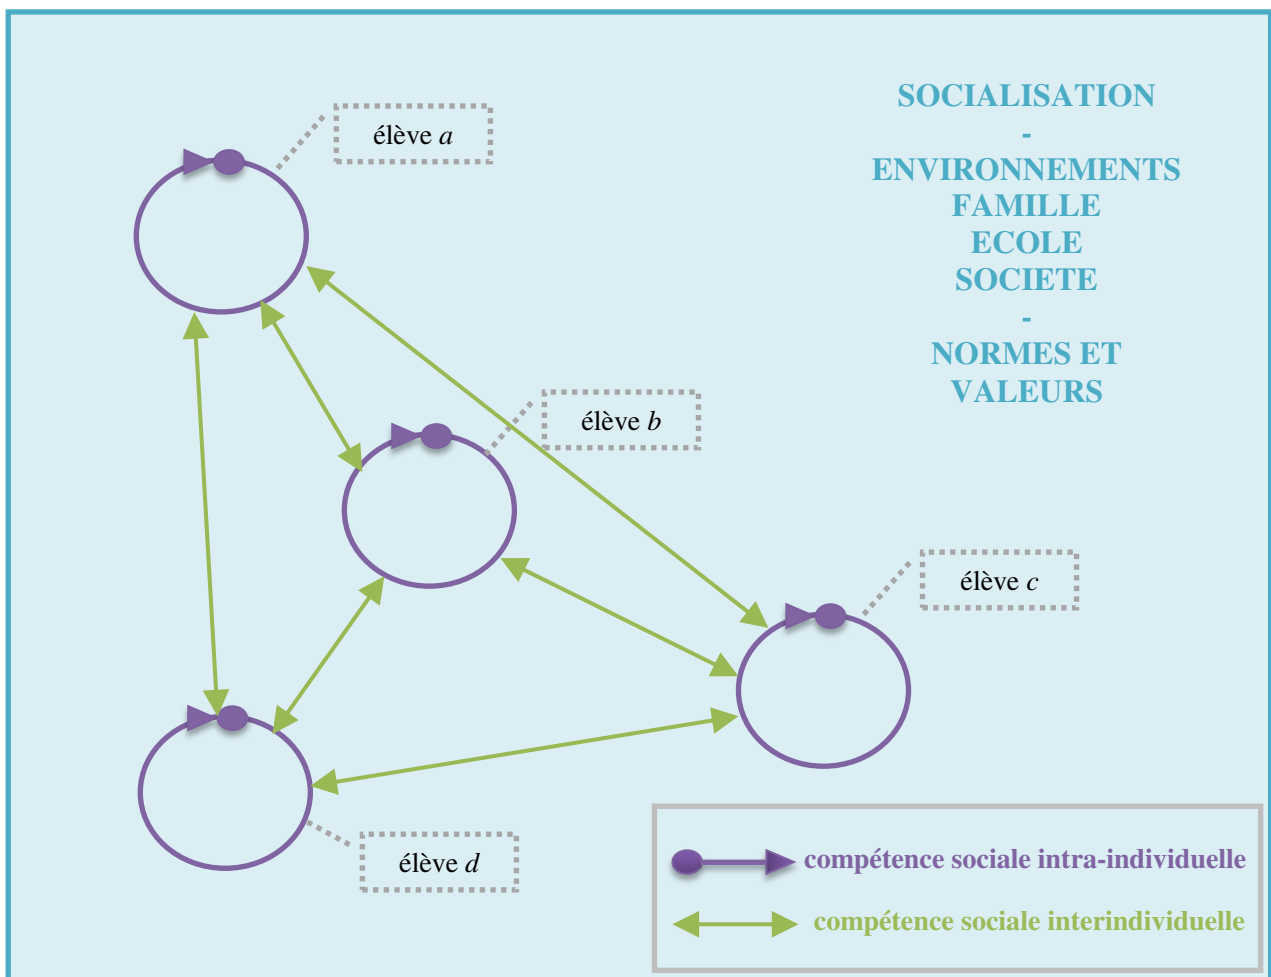 élève a
SOCIALISATION
-
ENVIRONNEMENTS
FAMILLE
ECOLE
SOCIETE
-
NORMES ET
VALEURS
élève b
élève c
élève d
compétence sociale intra-individuelle
compétence sociale interindividuelle